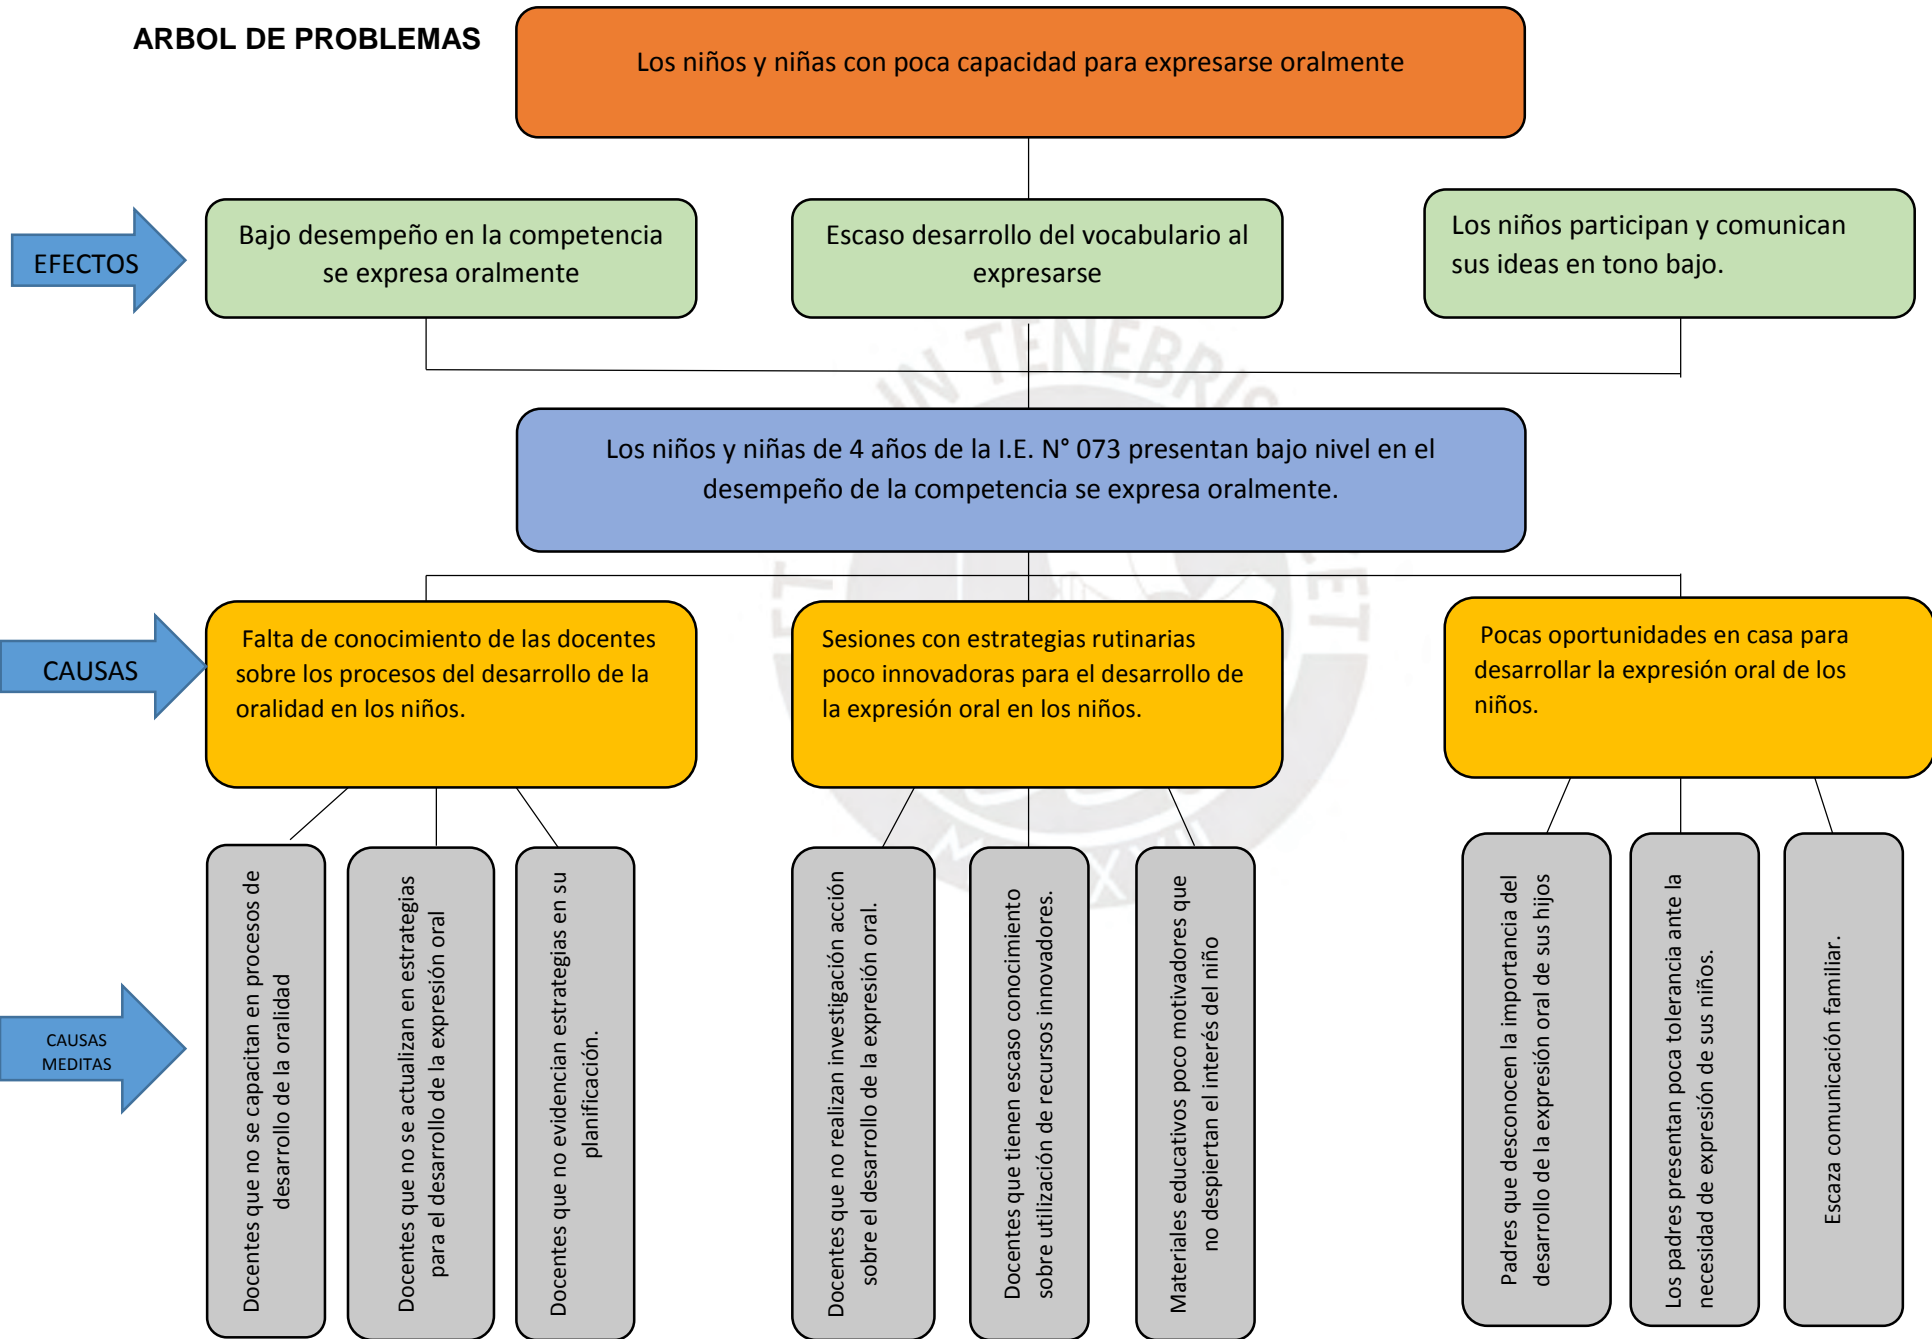 ARBOL DE PROBLEMAS
Los niños y niñas con poca capacidad para expresarse oralmente
EFECTOS
Bajo desempeño en la competencia
se expresa oralmente
Escaso desarrollo del vocabulario al
expresarse
Los niños participan y comunican
sus ideas en tono bajo.
IN TENEBRIS
Los niños y niñas de 4 años de la I.E. N° 073 presentan bajo nivel en el
desempeño de la competencia se expresa oralmente.
ET
CAUSAS
Falta de conocimiento de las docentes
sobre los procesos del desarrollo de la
oralidad en los niños.
Sesiones con estrategias rutinarias
poco innovadoras para el desarrollo de
la expresión oral en los niños.
Pocas oportunidades en casa para
desarrollar la expresión oral de los
niños.
CAUSAS
MEDITAS
Docentes que no se capacitan en procesos de
desarrollo de la oralidad
Docentes que no se actualizan en estrategias
para el desarrollo de la expresión oral
Docentes que no evidencian estrategias en su
planificación.
Docentes que no realizan investigación acción
sobre el desarrollo de la expresión oral.
Docentes que tienen escaso conocimiento
sobre utilización de recursos innovadores.
Materiales educativos poco motivadores que
no despiertan el interés del niño
Padres que desconocen la importancia del
desarrollo de la expresión oral de sus hijos
Los padres presentan poca tolerancia ante la
necesidad de expresión de sus niños.
Escaza comunicación familiar.